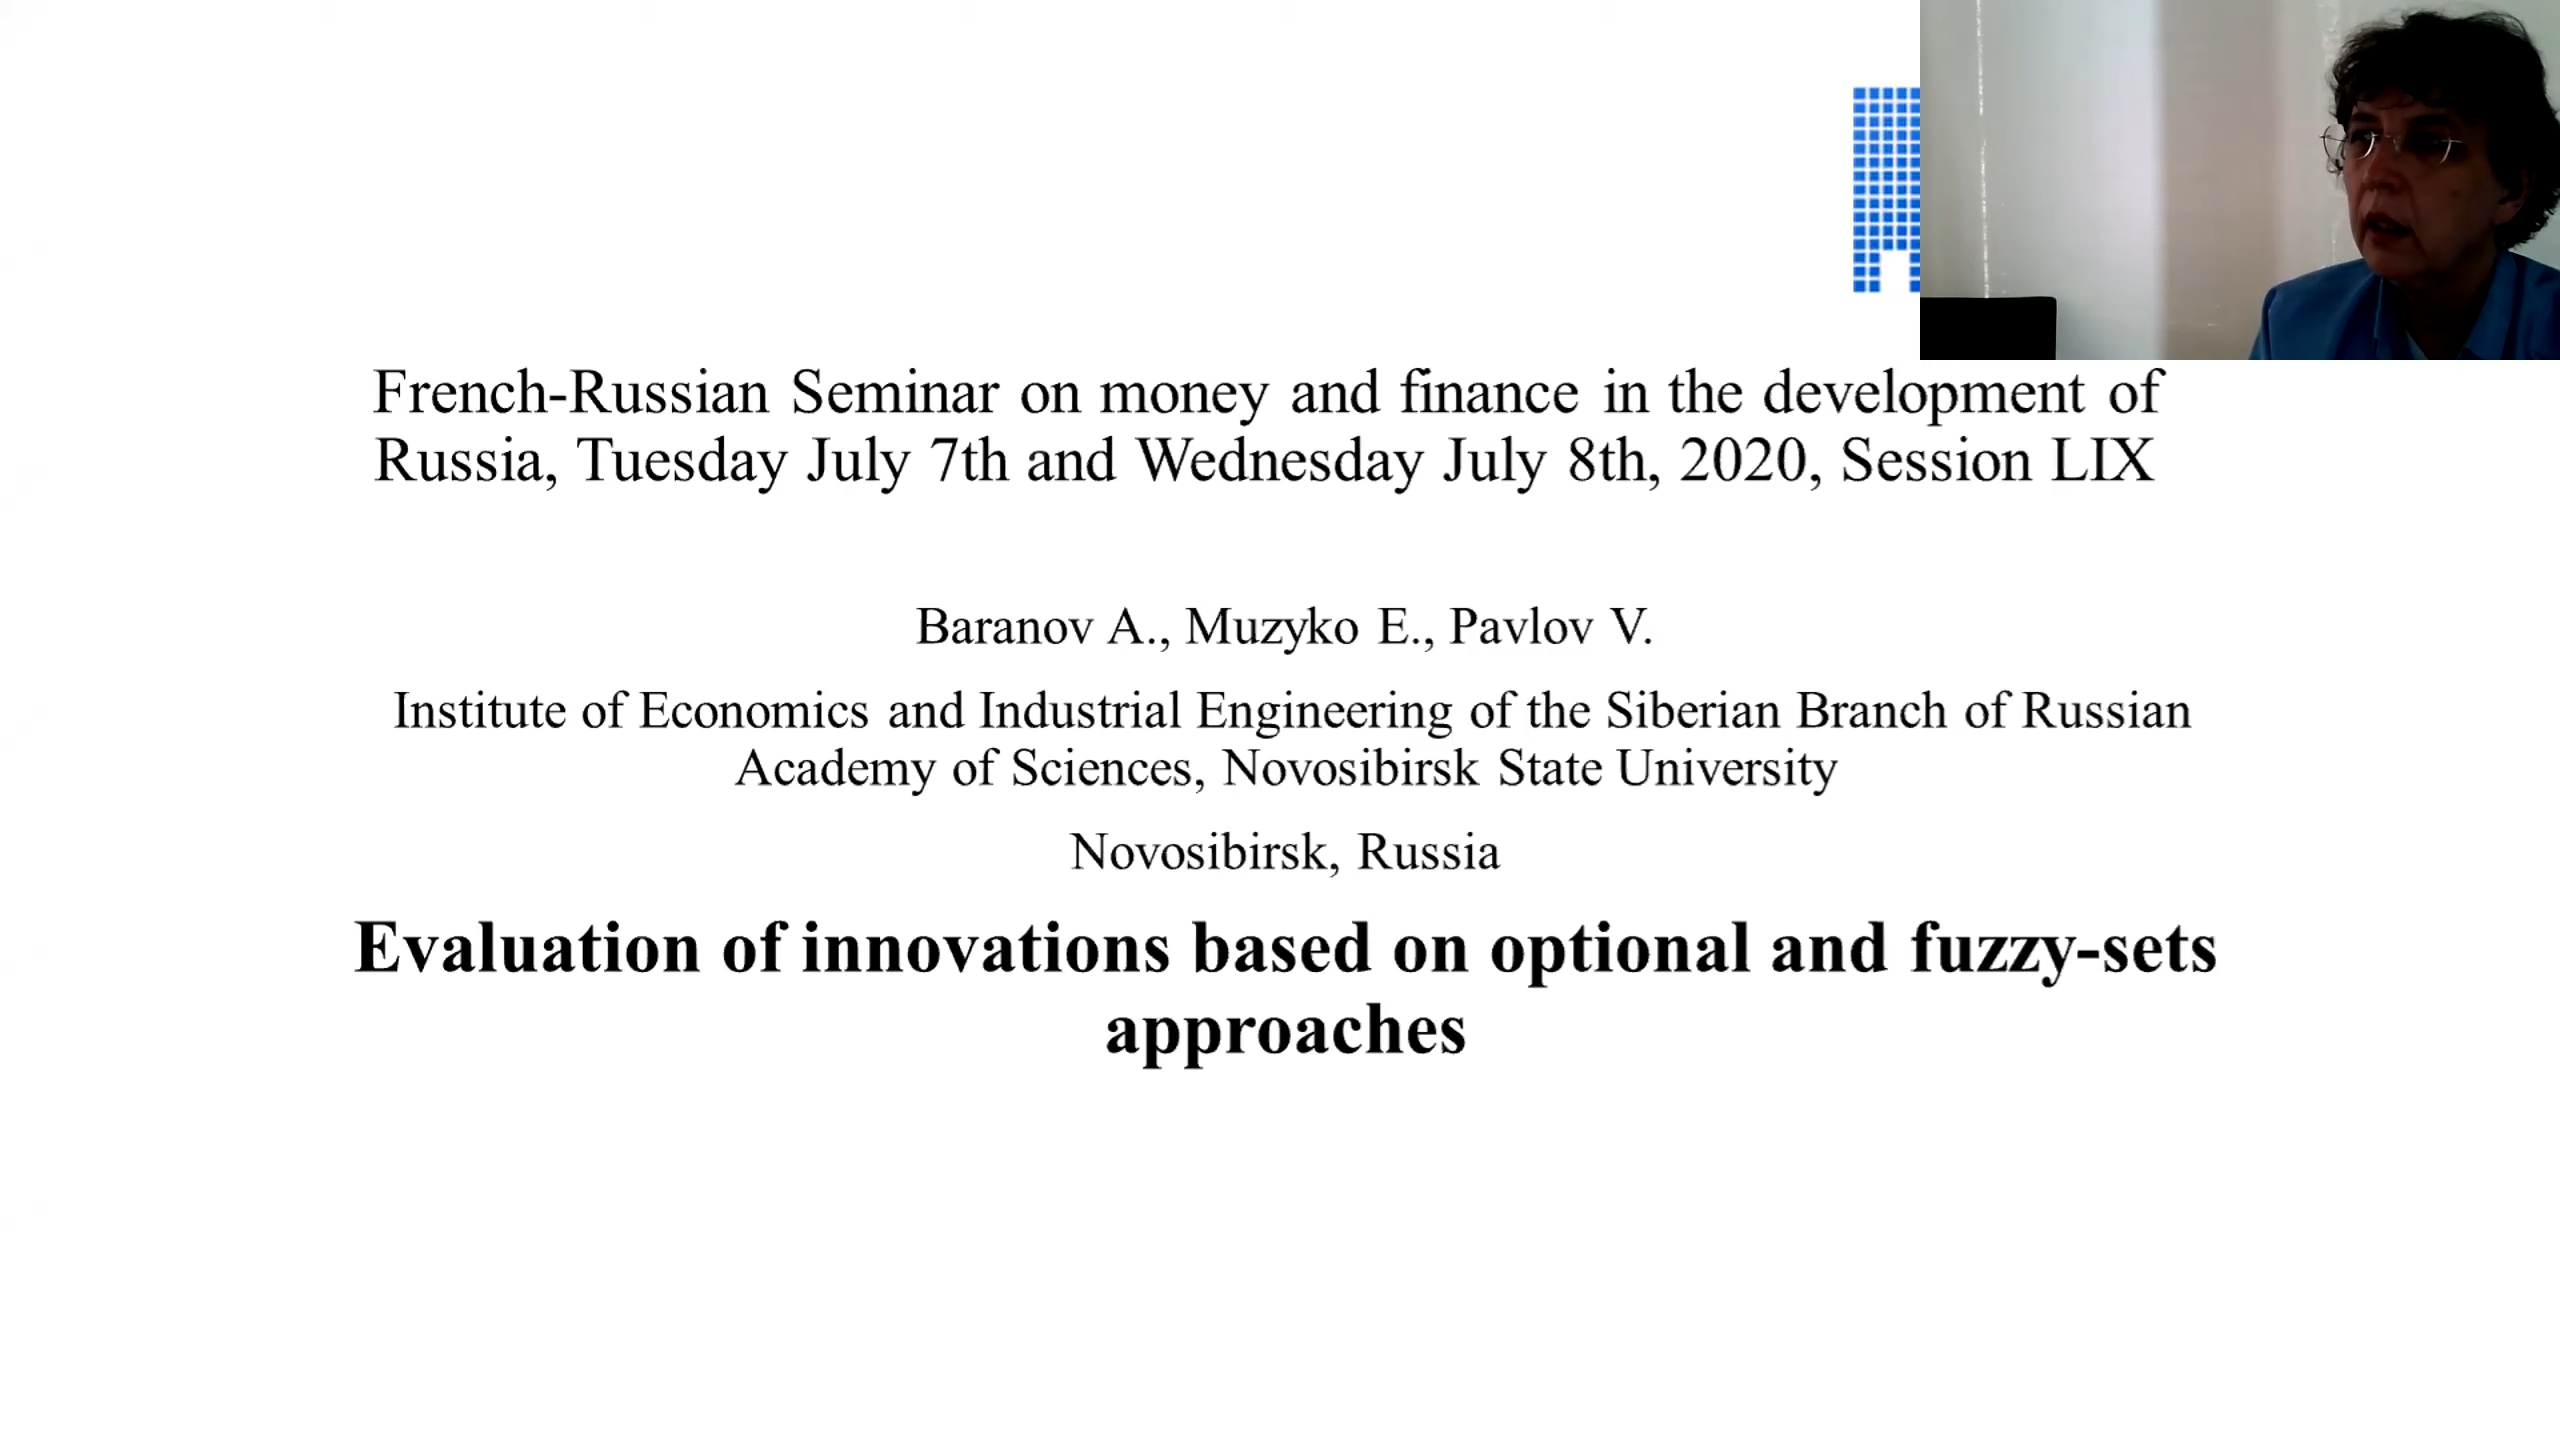 French-Russian Seminar on money and finance in the development of
Russia, Tuesday July 7th and Wednesday July 8th, 2020, Session LIX
Baranov A., Muzyko E., Pavlov V.
Institute of Economics and Industrial Engineering of the Siberian Branch of Russian
Academy of Sciences, Novosibirsk State University
Novosibirsk, Russia
Evaluation of innovations based on optional and fuzzy-sets
approaches